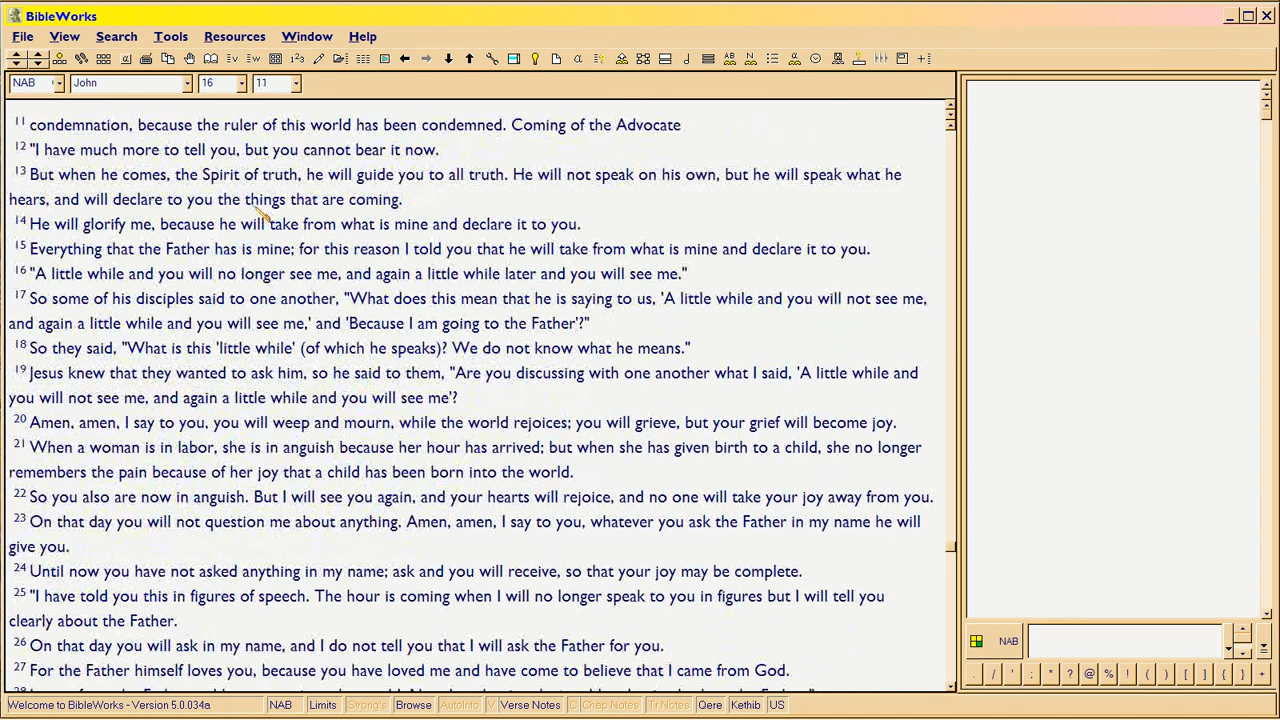 BibleWorks
File View Search Tools Resources Window Help
NAB John 16 11
11 condemnation, because the ruler of this world has been condemned. Coming of the Advocate
12 "I have much more to tell you, but you cannot bear it now.
13 But when he comes, the Spirit of truth, he will guide you to all truth. He will not speak on his own, but he will speak what he
hears, and will declare to you the things that are coming.
14 He will glorify me, because he will take from what is mine and declare it to you.
15 Everything that the Father has is mine; for this reason I told you that he will take from what is mine and declare it to you.
16 "A little while and you will no longer see me, and again a little while later and you will see me."
17 So some of his disciples said to one another, "What does this mean that he is saying to us, 'A little while and you will not see me,
and again a little while and you will see me,' and 'Because I am going to the Father'?"
18 So they said, "What is this 'little while' (of which he speaks)? We do not know what he means."
19 Jesus knew that they wanted to ask him, so he said to them, "Are you discussing with one another what I said, 'A little while and
you will not see me, and again a little while and you will see me'?
20 Amen, amen, I say to you, you will weep and mourn, while the world rejoices; you will grieve, but your grief will become joy.
21 When a woman is in labor, she is in anguish because her hour has arrived; but when she has given birth to a child, she no longer
remembers the pain because of her joy that a child has been born into the world.
22 So you also are now in anguish. But I will see you again, and your hearts will rejoice, and no one will take your joy away from you.
23 On that day you will not question me about anything. Amen, amen, I say to you, whatever you ask the Father in my name he will
give you.
24 Until now you have not asked anything in my name; ask and you will receive, so that your joy may be complete.
25 "I have told you this in figures of speech. The hour is coming when I will no longer speak to you in figures but I will tell you
clearly about the Father.
26 On that day you will ask in my name, and I do not tell you that I will ask the Father for you.
27 For the Father himself loves you, because you have loved me and have come to believe that I came from God.
NAB
. / ' ; * ? @ % ! ( ) [ ] { } +
Welcome to BibleWorks - Version 5.0.034a NAB Limits Strong's Browse AutoInfo V Verse Notes C Chap Notes Tr.Notes Qere Kethib US